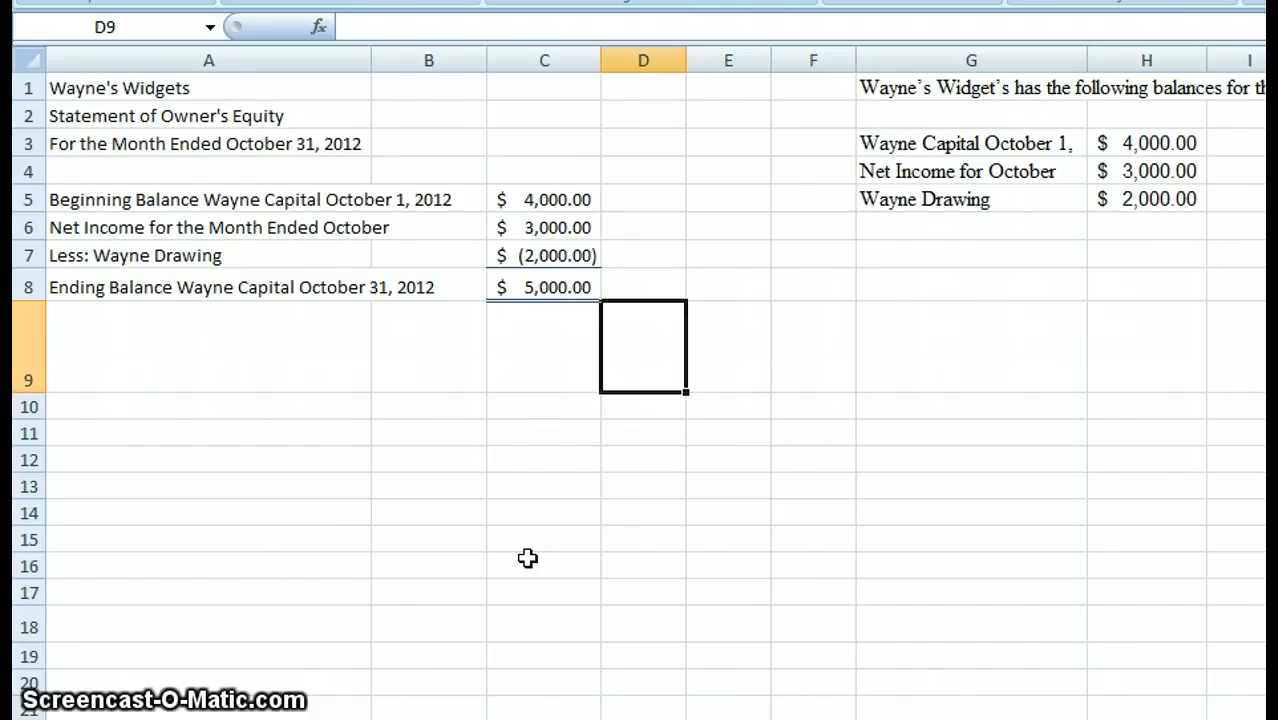 D9 fx
A B C D E F G H I
1 Wayne's Widgets Wayne’s Widget’s has the following balances for th
2 Statement of Owner's Equity
3 For the Month Ended October 31, 2012 Wayne Capital October 1, $ 4,000.00
4 Net Income for October $ 3,000.00
5 Beginning Balance Wayne Capital October 1, 2012 $ 4,000.00 Wayne Drawing $ 2,000.00
6 Net Income for the Month Ended October $ 3,000.00
7 Less: Wayne Drawing $ (2,000.00)
8 Ending Balance Wayne Capital October 31, 2012 $ 5,000.00
9
10
11
12
13
14
15
16
17
18
19
20
21
Screencast-O-Matic.com